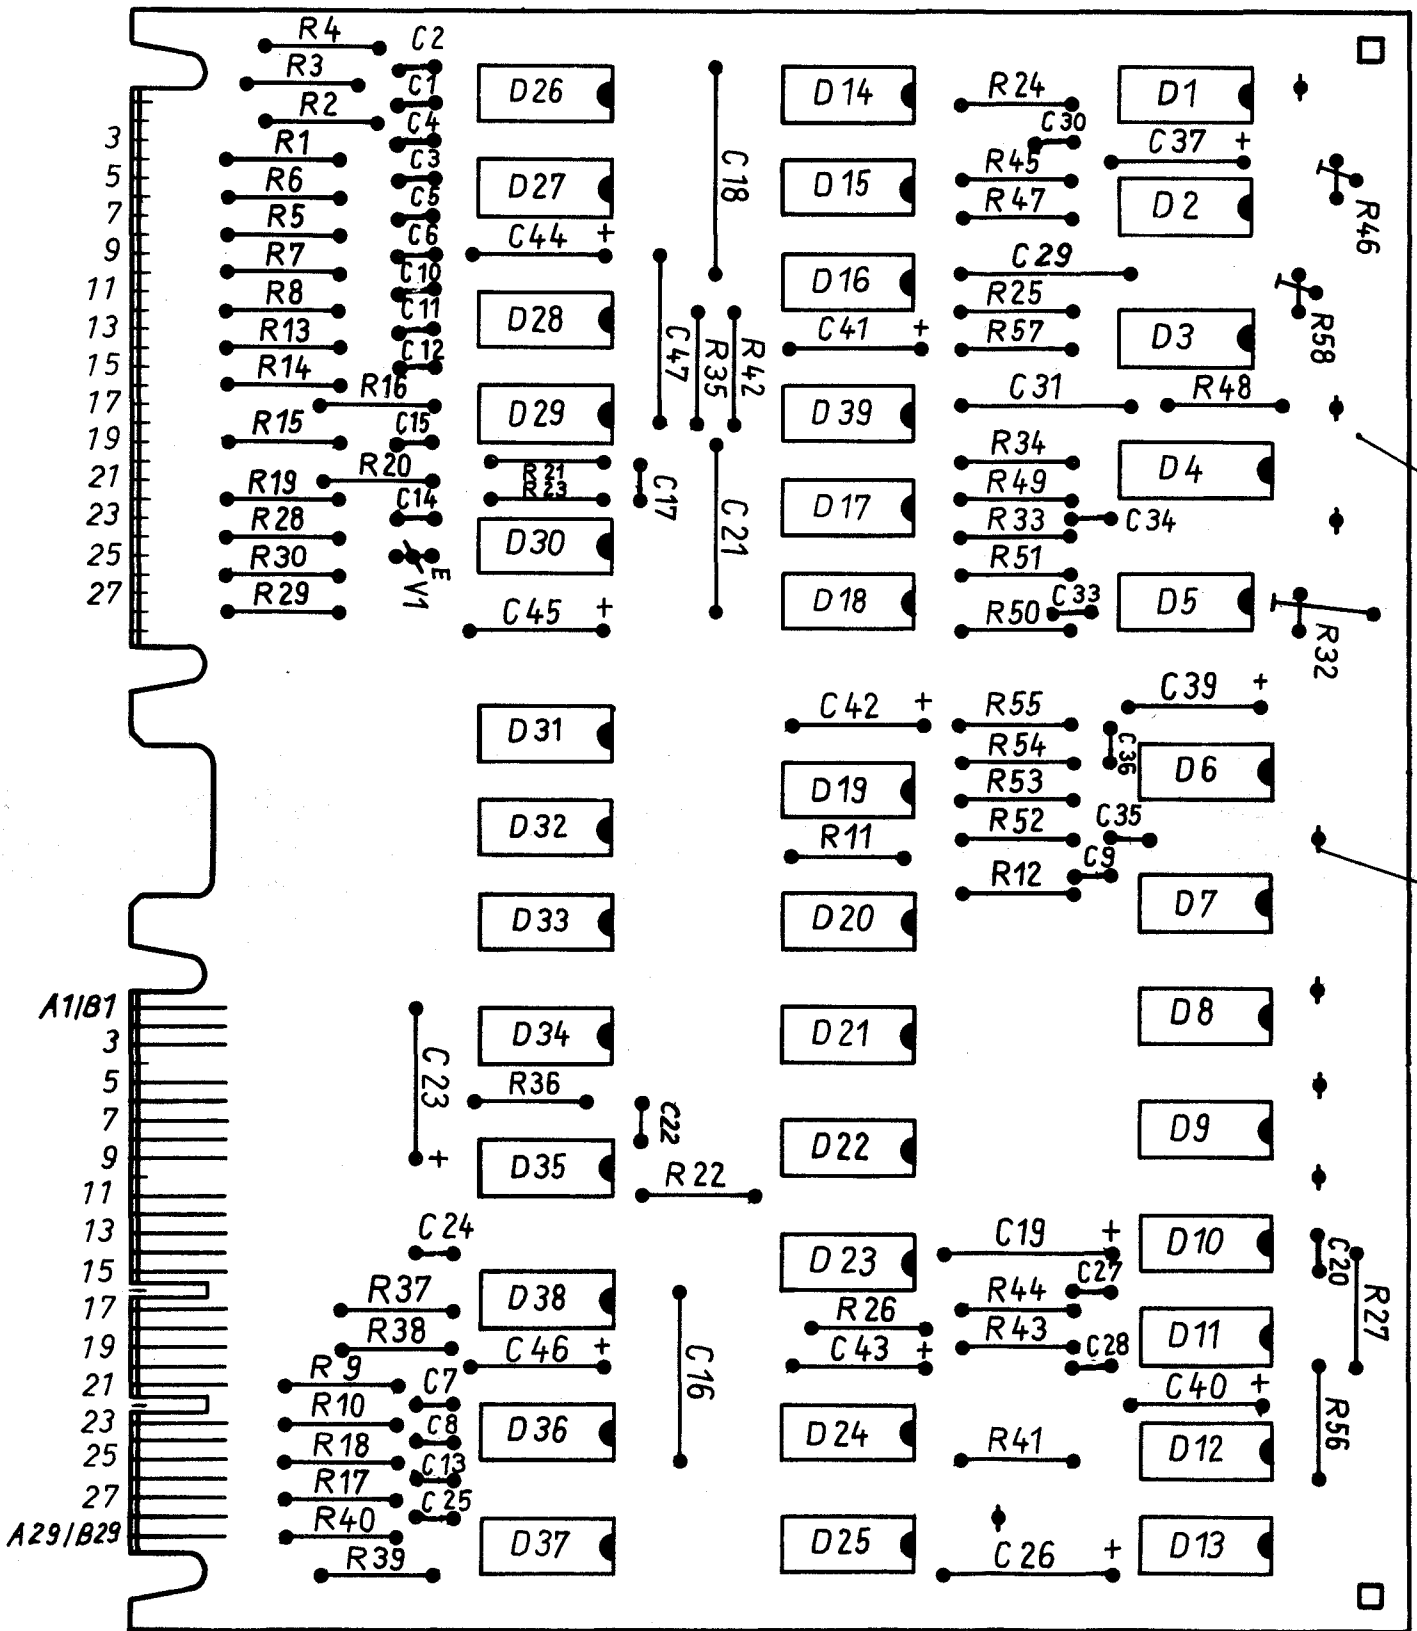 R4
C2
R3
C1
D26
D14
R24
D1
R2
C4
C30
3
R1
C3
C18
C37 +
5
R6
D27
D15
R45
7
R5
C5
R47
D2
R46
9
R7
C6
C44 +
C29
11
R8
C10
D16
R25
13
R13
C11
D28
C47
R35
R42
C41 +
R57
D3
R58
15
R14
C12
17
R16
D29
D39
C31
R48
19
R15
C15
R34
21
R20
R21
R23
C17
C21
D17
R49
D4
R19
23
C14
R33
C34
R28
25
R30
V1
E
D30
R51
27
R29
C45 +
D18
C33
R50
D5
R32
C39 +
D31
C42 +
R55
R54
C36
D6
D19
R53
D32
R11
R52
C35
C9
R12
D33
D20
D7
A1/B1
3
D34
D21
D8
5
C23 +
R36
C22
7
D22
D9
9
D35
11
R22
13
C24
D23
C19 +
D10
C20
15
C27
17
R37
D38
C16
R26
R44
D11
R27
19
R38
C46 +
C43 +
R43
C28
21
R9
C7
C40 +
R56
23
R10
C8
D36
D24
R41
D12
25
R18
C13
27
R17
C25
A29/B29
R40
D37
D25
C26 +
D13
R39